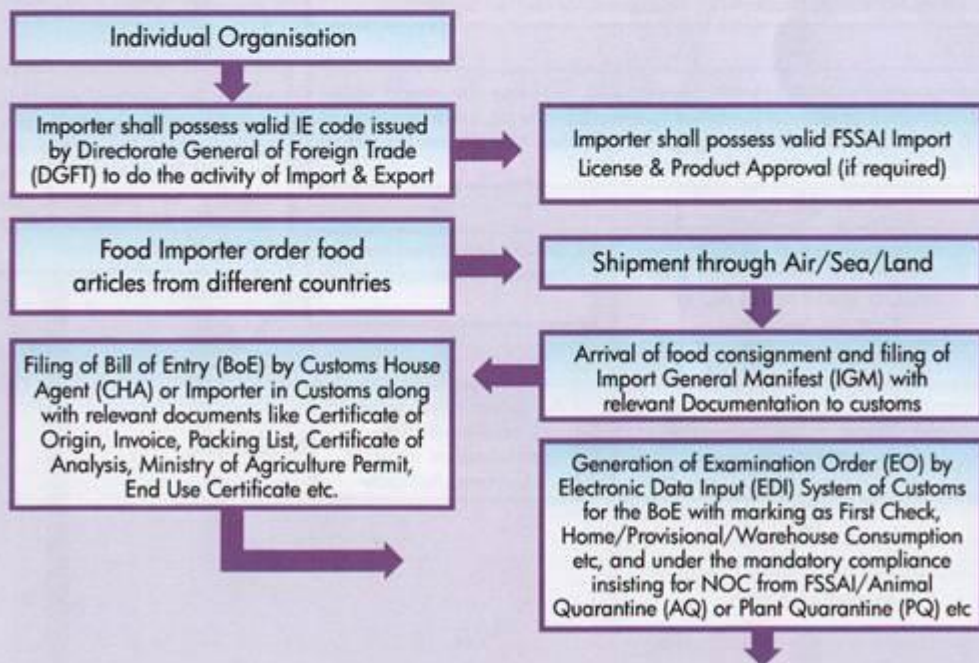 Individual Organisation
Importer shall possess valid IE code issued
by Directorate General of Foreign Trade
(DGFT) to do the activity of Import & Export
Importer shall possess valid FSSAI Import
License & Product Approval (if required)
Food Importer order food
articles from different countries
Shipment through Air/Sea/Land
Arrival of food consignment and filing of
Import General Manifest (IGM) with
relevant Documentation to customs
Filing of Bill of Entry (BoE) by Customs House
Agent (CHA) or Importer in Customs along
with relevant documents like Certificate of
Origin, Invoice, Packing List, Certificate of
Analysis, Ministry of Agriculture Permit,
End Use Certificate etc.
Generation of Examination Order (EO) by
Electronic Data Input (EDI) System of Customs
for the BoE with marking as First Check,
Home/Provisional/Warehouse Consumption
etc, and under the mandatory compliance
insisting for NOC from FSSAI/Animal
Quarantine (AQ) or Plant Quarantine (PQ) etc